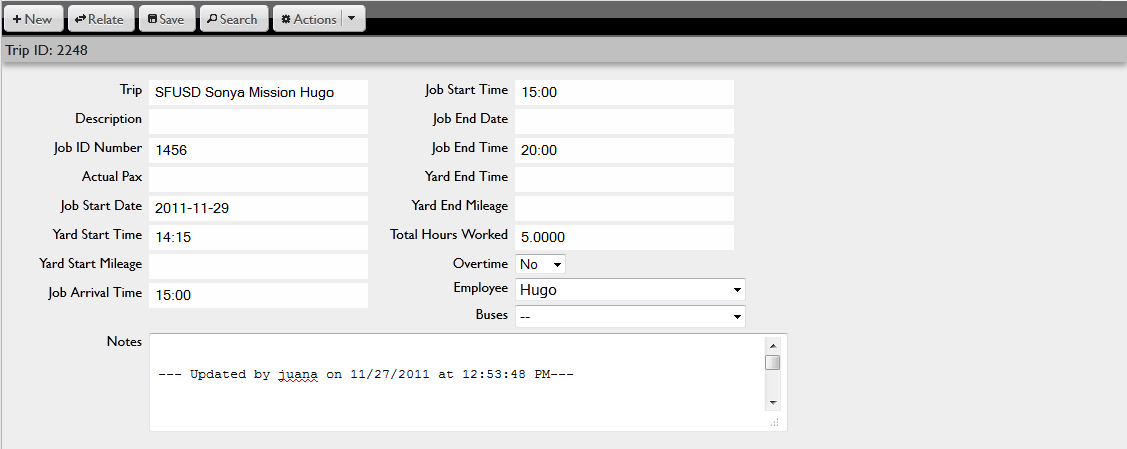 New Relate Save Search Actions
Trip ID: 2248
Trip SFUSD Sonya Mission Hugo
Description
Job ID Number 1456
Actual Pax
Job Start Date 2011-11-29
Yard Start Time 14:15
Yard Start Mileage
Job Arrival Time 15:00
Job Start Time 15:00
Job End Date
Job End Time 20:00
Yard End Time
Yard End Mileage
Total Hours Worked 5.0000
Overtime No
Employee Hugo
Buses --
Notes
--- Updated by juana on 11/27/2011 at 12:53:48 PM---